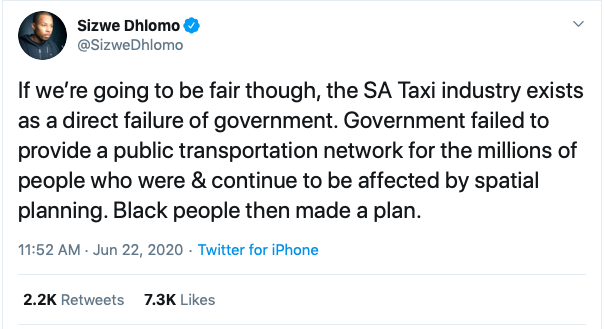 Sizwe Dhlomo
@SizweDhlomo
If we're going to be fair though, the SA Taxi industry exists
as a direct failure of government. Government failed to
provide a public transportation network for the millions of
people who were & continue to be affected by spatial
planning. Black people then made a plan.
11:52 AM · Jun 22, 2020 · Twitter for iPhone
2.2K Retweets 7.3K Likes